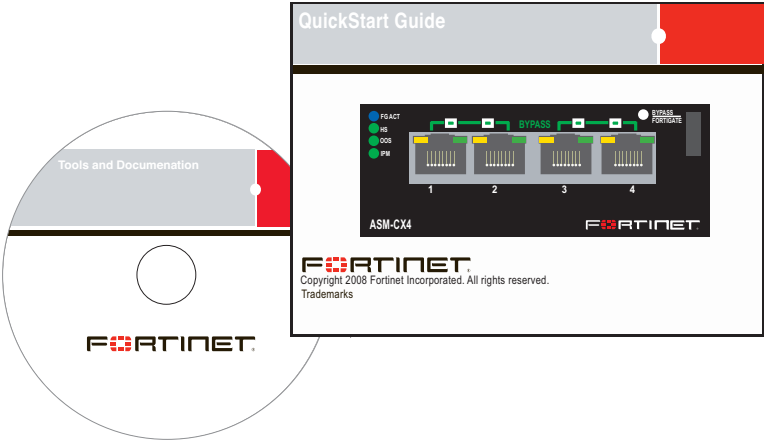 QuickStart Guide
FG ACT
HS
OOS
IPM
BYPASS
BYPASS
FORTIGATE
1 2 3 4
ASM-CX4
FORTINET
FORTINET
Copyright 2008 Fortinet Incorporated. All rights reserved.
Trademarks
Tools and Documenation
FORTINET